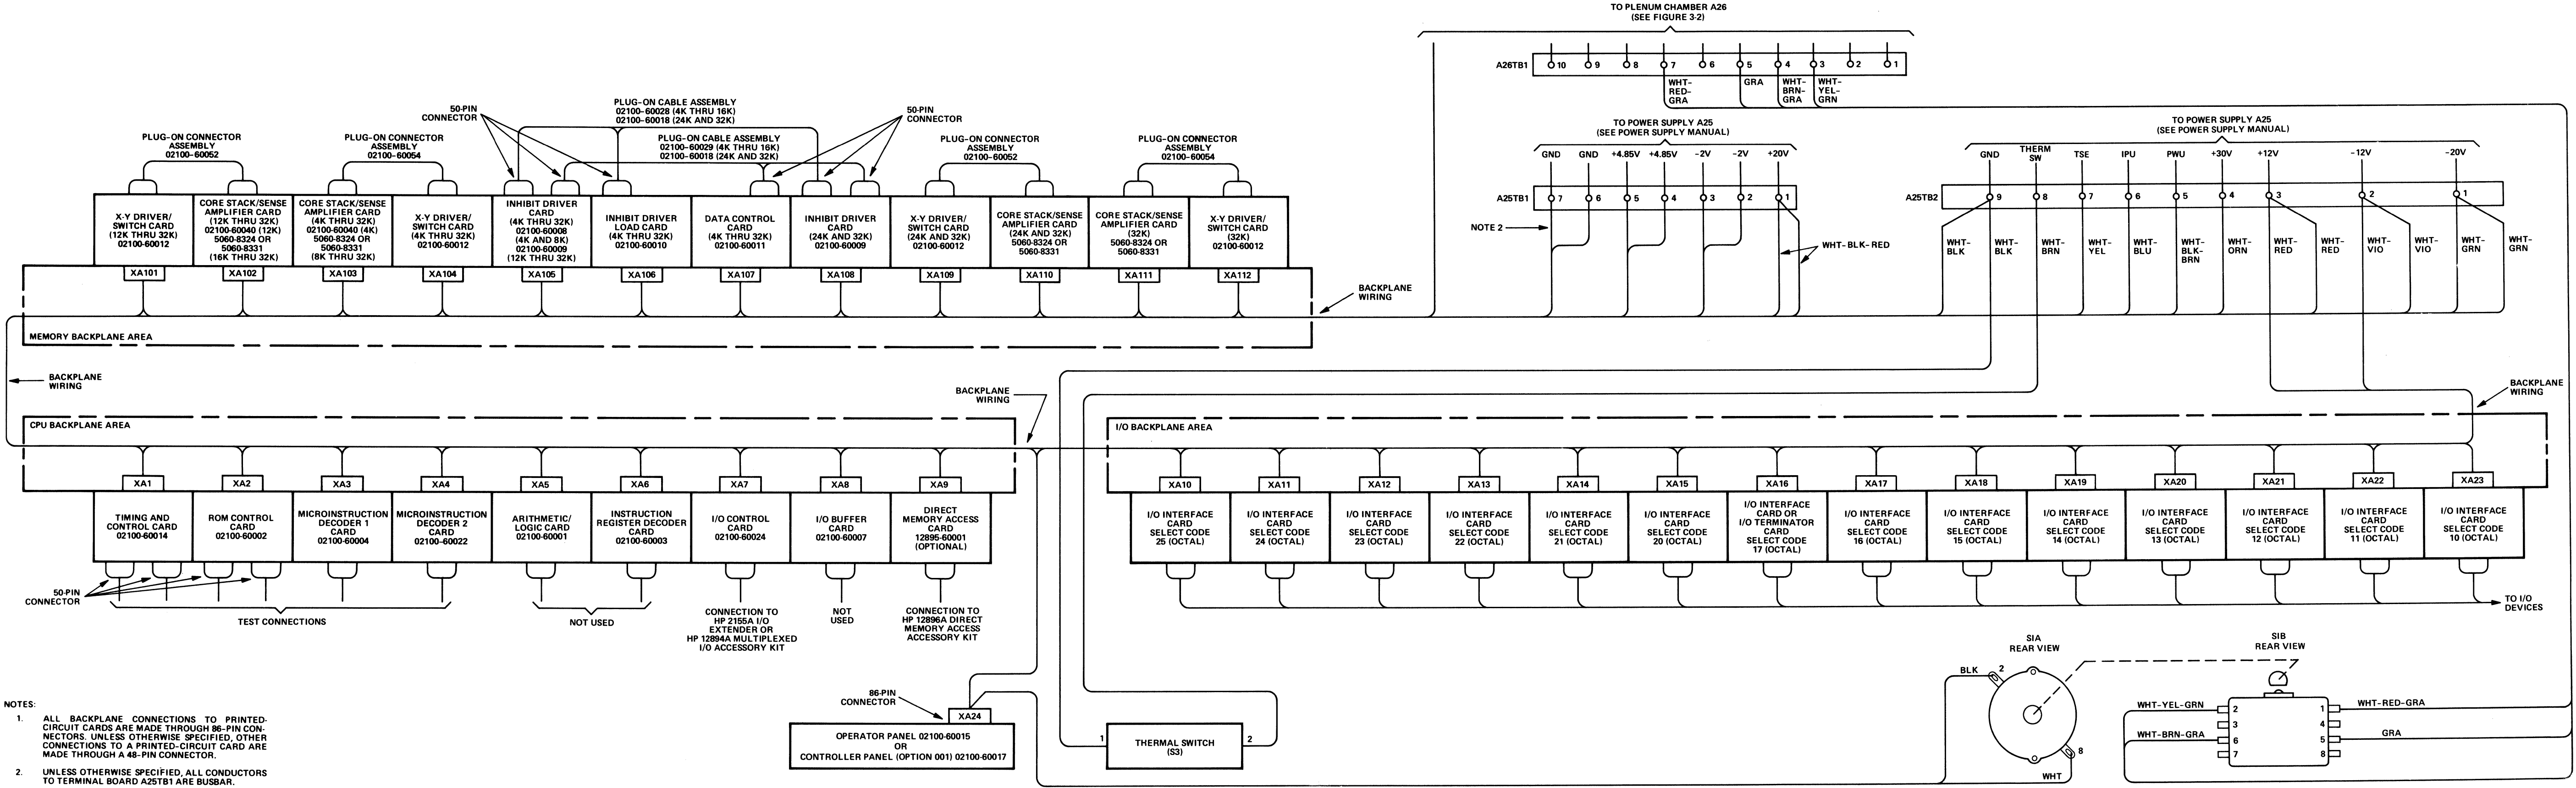 TO PLENUM CHAMBER A26
(SEE FIGURE 3-2)
A26TB1
10
9
8
7
6
5
4
3
2
1
WHT-
RED-
GRA
GRA
WHT-
BRN-
GRA
WHT-
YEL-
GRN
TO POWER SUPPLY A25
(SEE POWER SUPPLY MANUAL)
GND
GND
+4.85V
+4.85V
-2V
-2V
+20V
A25TB1
7
6
5
4
3
2
1
NOTE 2
WHT-BLK-RED
TO POWER SUPPLY A25
(SEE POWER SUPPLY MANUAL)
GND
THERM
SW
TSE
IPU
PWU
+30V
+12V
-12V
-20V
A25TB2
9
8
7
6
5
4
3
2
1
WHT-
BLK
WHT-
BLK
WHT-
BRN
WHT-
YEL
WHT-
BLU
WHT-
BLK-
BRN
WHT-
ORN
WHT-
RED
WHT-
RED
WHT-
VIO
WHT-
VIO
WHT-
GRN
WHT-
GRN
PLUG-ON CONNECTOR
ASSEMBLY
02100-60052
PLUG-ON CONNECTOR
ASSEMBLY
02100-60054
50-PIN
CONNECTOR
PLUG-ON CABLE ASSEMBLY
02100-60028 (4K THRU 16K)
02100-60018 (24K AND 32K)
PLUG-ON CABLE ASSEMBLY
02100-60029 (4K THRU 16K)
02100-60018 (24K AND 32K)
50-PIN
CONNECTOR
PLUG-ON CONNECTOR
ASSEMBLY
02100-60052
PLUG-ON CONNECTOR
ASSEMBLY
02100-60054
X-Y DRIVER/
SWITCH CARD
(12K THRU 32K)
02100-60012
CORE STACK/SENSE
AMPLIFIER CARD
(12K THRU 32K)
02100-60040 (12K)
5060-8324 OR
5060-8331
(16K THRU 32K)
CORE STACK/SENSE
AMPLIFIER CARD
(4K THRU 32K)
02100-60040 (4K)
5060-8324 OR
5060-8331
(8K THRU 32K)
X-Y DRIVER/
SWITCH CARD
(4K THRU 32K)
02100-60012
INHIBIT DRIVER
CARD
(4K THRU 32K)
02100-60008
(4K AND 8K)
02100-60009
(12K THRU 32K)
INHIBIT DRIVER
LOAD CARD
(4K THRU 32K)
02100-60010
DATA CONTROL
CARD
(4K THRU 32K)
02100-60011
INHIBIT DRIVER
CARD
(24K AND 32K)
02100-60009
X-Y DRIVER/
SWITCH CARD
(24K AND 32K)
02100-60012
CORE STACK/SENSE
AMPLIFIER CARD
(24K AND 32K)
5060-8324 OR
5060-8331
CORE STACK/SENSE
AMPLIFIER CARD
(32K)
5060-8324 OR
5060-8331
X-Y DRIVER/
SWITCH CARD
(32K)
02100-60012
XA101
XA102
XA103
XA104
XA105
XA106
XA107
XA108
XA109
XA110
XA111
XA112
MEMORY BACKPLANE AREA
BACKPLANE
WIRING
BACKPLANE
WIRING
BACKPLANE
WIRING
BACKPLANE
WIRING
CPU BACKPLANE AREA
I/O BACKPLANE AREA
XA1
XA2
XA3
XA4
XA5
XA6
XA7
XA8
XA9
XA10
XA11
XA12
XA13
XA14
XA15
XA16
XA17
XA18
XA19
XA20
XA21
XA22
XA23
TIMING AND
CONTROL CARD
02100-60014
ROM CONTROL
CARD
02100-60002
MICROINSTRUCTION
DECODER 1
CARD
02100-60004
MICROINSTRUCTION
DECODER 2
CARD
02100-60022
ARITHMETIC/
LOGIC CARD
02100-60001
INSTRUCTION
REGISTER DECODER
CARD
02100-60003
I/O CONTROL
CARD
02100-60024
I/O BUFFER
CARD
02100-60007
DIRECT
MEMORY ACCESS
CARD
12895-60001
(OPTIONAL)
I/O INTERFACE
CARD
SELECT CODE
25 (OCTAL)
I/O INTERFACE
CARD
SELECT CODE
24 (OCTAL)
I/O INTERFACE
CARD
SELECT CODE
23 (OCTAL)
I/O INTERFACE
CARD
SELECT CODE
22 (OCTAL)
I/O INTERFACE
CARD
SELECT CODE
21 (OCTAL)
I/O INTERFACE
CARD
SELECT CODE
20 (OCTAL)
I/O INTERFACE
CARD OR
I/O TERMINATOR
CARD
SELECT CODE
17 (OCTAL)
I/O INTERFACE
CARD
SELECT CODE
16 (OCTAL)
I/O INTERFACE
CARD
SELECT CODE
15 (OCTAL)
I/O INTERFACE
CARD
SELECT CODE
14 (OCTAL)
I/O INTERFACE
CARD
SELECT CODE
13 (OCTAL)
I/O INTERFACE
CARD
SELECT CODE
12 (OCTAL)
I/O INTERFACE
CARD
SELECT CODE
11 (OCTAL)
I/O INTERFACE
CARD
SELECT CODE
10 (OCTAL)
50-PIN
CONNECTOR
TEST CONNECTIONS
NOT USED
CONNECTION TO
HP 2155A I/O
EXTENDER OR
HP 12894A MULTIPLEXED
I/O ACCESSORY KIT
NOT
USED
CONNECTION TO
HP 12896A DIRECT
MEMORY ACCESS
ACCESSORY KIT
TO I/O
DEVICES
86-PIN
CONNECTOR
XA24
OPERATOR PANEL 02100-60015
OR
CONTROLLER PANEL (OPTION 001) 02100-60017
1
THERMAL SWITCH
(S3)
2
SIA
REAR VIEW
BLK
2
8
WHT
SIB
REAR VIEW
WHT-YEL-GRN
2
3
WHT-BRN-GRA
6
7
1
WHT-RED-GRA
4
5
GRA
8
NOTES:
1. ALL BACKPLANE CONNECTIONS TO PRINTED-
CIRCUIT CARDS ARE MADE THROUGH 86-PIN CON-
NECTORS. UNLESS OTHERWISE SPECIFIED, OTHER
CONNECTIONS TO A PRINTED-CIRCUIT CARD ARE
MADE THROUGH A 48-PIN CONNECTOR.
2. UNLESS OTHERWISE SPECIFIED, ALL CONDUCTORS
TO TERMINAL BOARD A25TB1 ARE BUSBAR.